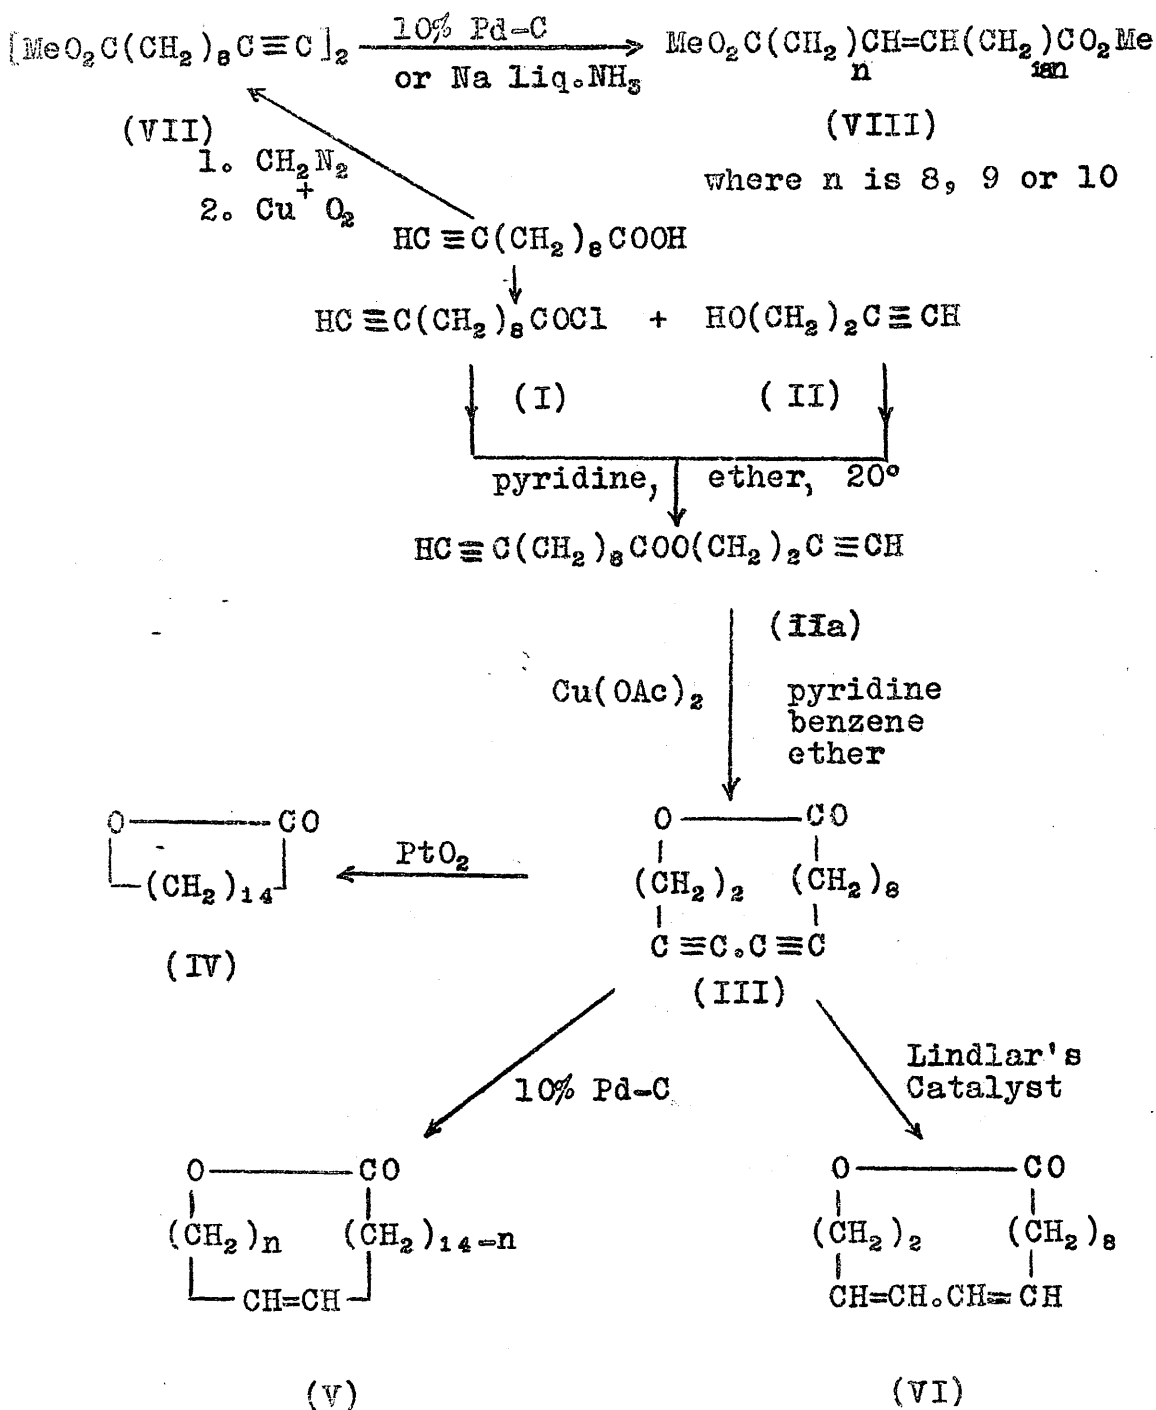 [MeO₂C(CH₂)₈C≡C]₂ 10% Pd-C or Na liq.NH₃ MeO₂C(CH₂)ₙCH=CH(CH₂)CO₂Me
(VII) (VIII)
1. CH₂N₂
2. Cu⁺ O₂
where n is 8, 9 or 10
HC≡C(CH₂)₈COOH
HC≡C(CH₂)₈COCl + HO(CH₂)₂C≡CH
(I) (II)
pyridine, ether, 20°
HC≡C(CH₂)₈COO(CH₂)₂C≡CH
(IIa)
Cu(OAc)₂ pyridine
benzene
ether
O CO O CO
PtO₂
(CH₂)₁₄ (CH₂)₂ (CH₂)₈
C≡C.C≡C
(IV) (III)
10% Pd-C Lindlar's
Catalyst
O CO O CO
(CH₂)n (CH₂)₁₄₋n (CH₂)₂ (CH₂)₈
CH=CH CH=CH.CH=CH
(V) (VI)